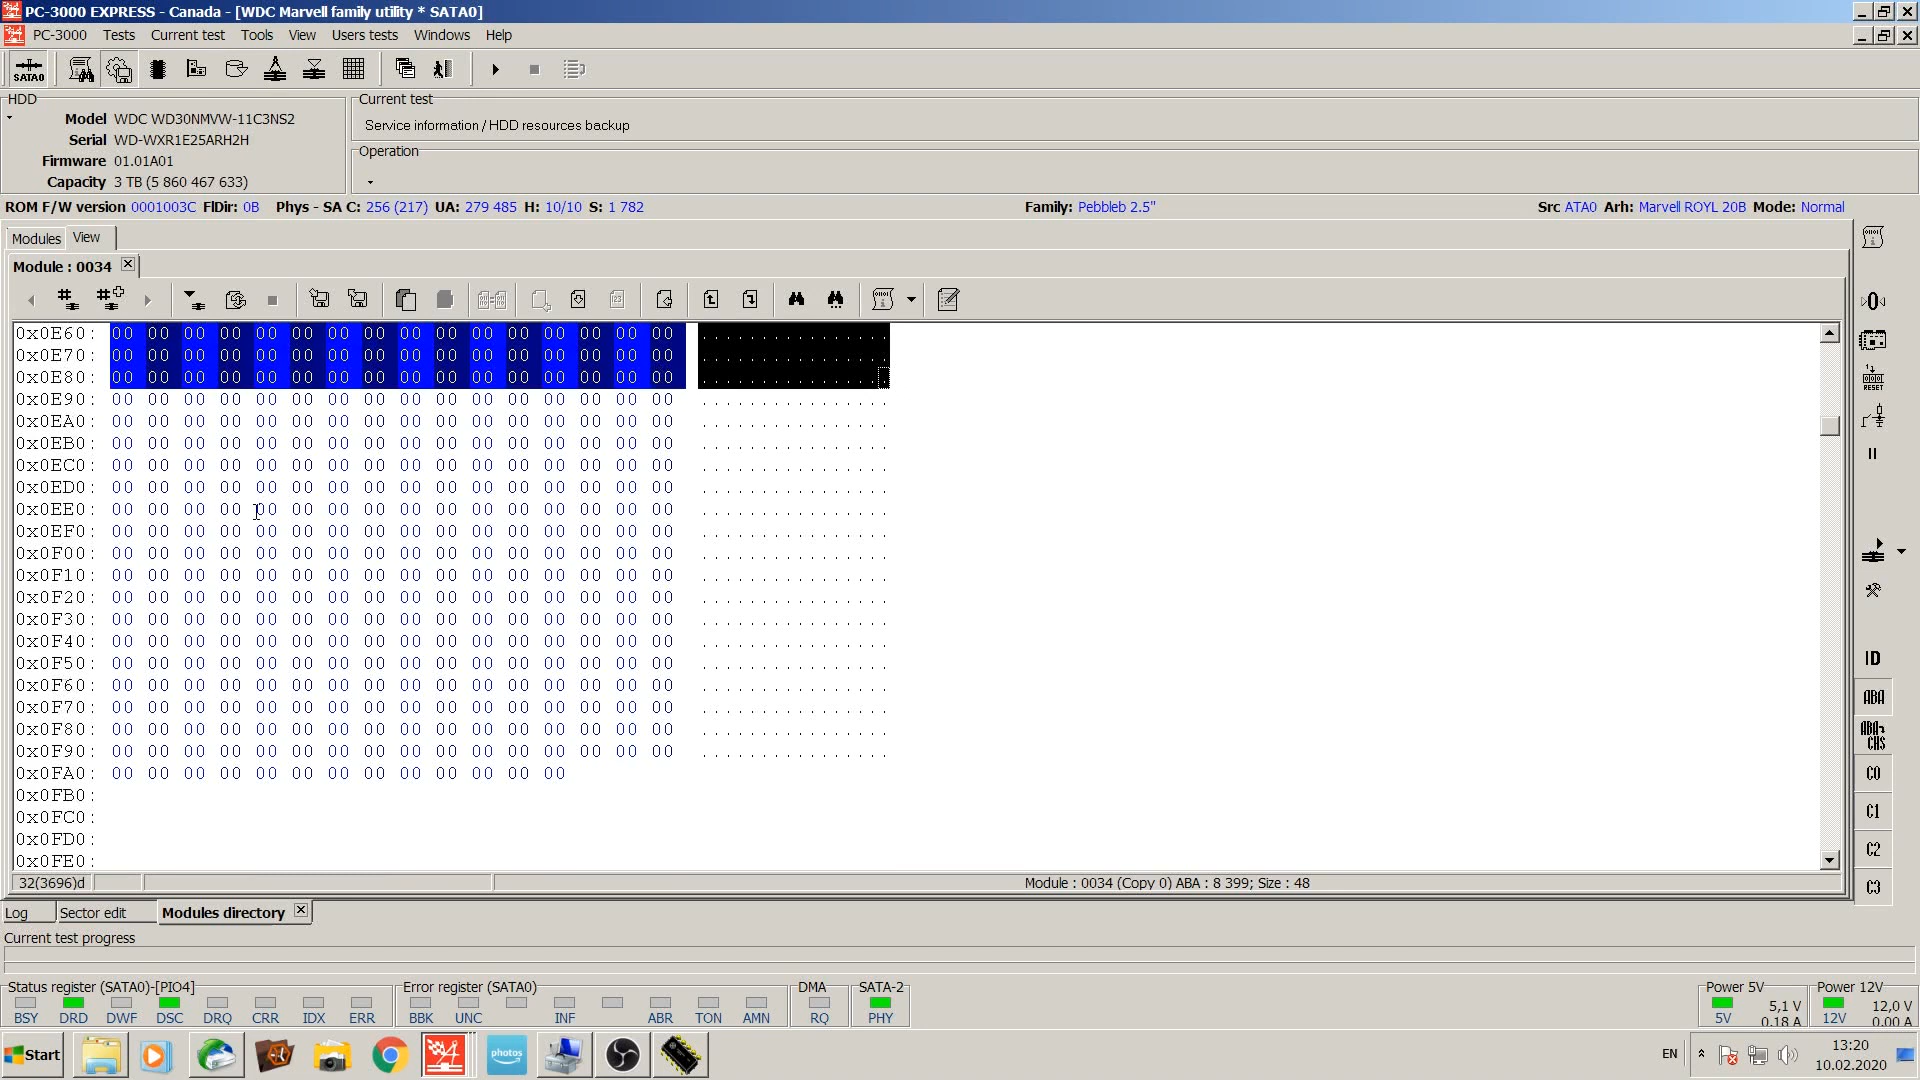 PC-3000 EXPRESS - Canada - [WDC Marvell family utility * SATA0]
PC-3000 Tests Current test Tools View Users tests Windows Help
SATA0
HDD
Model WDC WD30NMVW-11C3NS2
Serial WD-WXR1E25ARH2H
Firmware 01.01A01
Capacity 3 TB (5 860 467 633)
Current test
Service information / HDD resources backup
Operation
ROM F/W version 0001003C FlDir: 0B Phys - SA C: 256 (217) UA: 279 485 H: 10/10 S: 1 782 Family: Pebbleb 2.5" Src ATA0 Arh: Marvell ROYL 20B Mode: Normal
Modules View
Module : 0034
0x0E60: 00 00 00 00 00 00 00 00 00 00 00 00 00 00 00 00 ................
0x0E70: 00 00 00 00 00 00 00 00 00 00 00 00 00 00 00 00 ................
0x0E80: 00 00 00 00 00 00 00 00 00 00 00 00 00 00 00 00 ................
0x0E90: 00 00 00 00 00 00 00 00 00 00 00 00 00 00 00 00 ................
0x0EA0: 00 00 00 00 00 00 00 00 00 00 00 00 00 00 00 00 ................
0x0EB0: 00 00 00 00 00 00 00 00 00 00 00 00 00 00 00 00 ................
0x0EC0: 00 00 00 00 00 00 00 00 00 00 00 00 00 00 00 00 ................
0x0ED0: 00 00 00 00 00 00 00 00 00 00 00 00 00 00 00 00 ................
0x0EE0: 00 00 00 00 00 00 00 00 00 00 00 00 00 00 00 00 ................
0x0EF0: 00 00 00 00 00 00 00 00 00 00 00 00 00 00 00 00 ................
0x0F00: 00 00 00 00 00 00 00 00 00 00 00 00 00 00 00 00 ................
0x0F10: 00 00 00 00 00 00 00 00 00 00 00 00 00 00 00 00 ................
0x0F20: 00 00 00 00 00 00 00 00 00 00 00 00 00 00 00 00 ................
0x0F30: 00 00 00 00 00 00 00 00 00 00 00 00 00 00 00 00 ................
0x0F40: 00 00 00 00 00 00 00 00 00 00 00 00 00 00 00 00 ................
0x0F50: 00 00 00 00 00 00 00 00 00 00 00 00 00 00 00 00 ................
0x0F60: 00 00 00 00 00 00 00 00 00 00 00 00 00 00 00 00 ................
0x0F70: 00 00 00 00 00 00 00 00 00 00 00 00 00 00 00 00 ................
0x0F80: 00 00 00 00 00 00 00 00 00 00 00 00 00 00 00 00 ................
0x0F90: 00 00 00 00 00 00 00 00 00 00 00 00 00 00 00 00 ................
0x0FA0: 00 00 00 00 00 00 00 00 00 00 00 00 00
0x0FB0:
0x0FC0:
0x0FD0:
0x0FE0:
32(3696)d Module : 0034 (Copy 0) ABA : 8 399; Size : 48
RESET
ID
ABA
ABA CHS
C0
C1
C2
C3
Log Sector edit Modules directory
Current test progress
Status register (SATA0)-[PIO4] Error register (SATA0) DMA SATA-2 Power 5V Power 12V
BSY DRD DWF DSC DRQ CRR IDX ERR BBK UNC INF ABR TON AMN RQ PHY 5V 5,1 V 0.18 A 12V 12,0 V 0.00 A
Start photos EN 13:20
10.02.2020